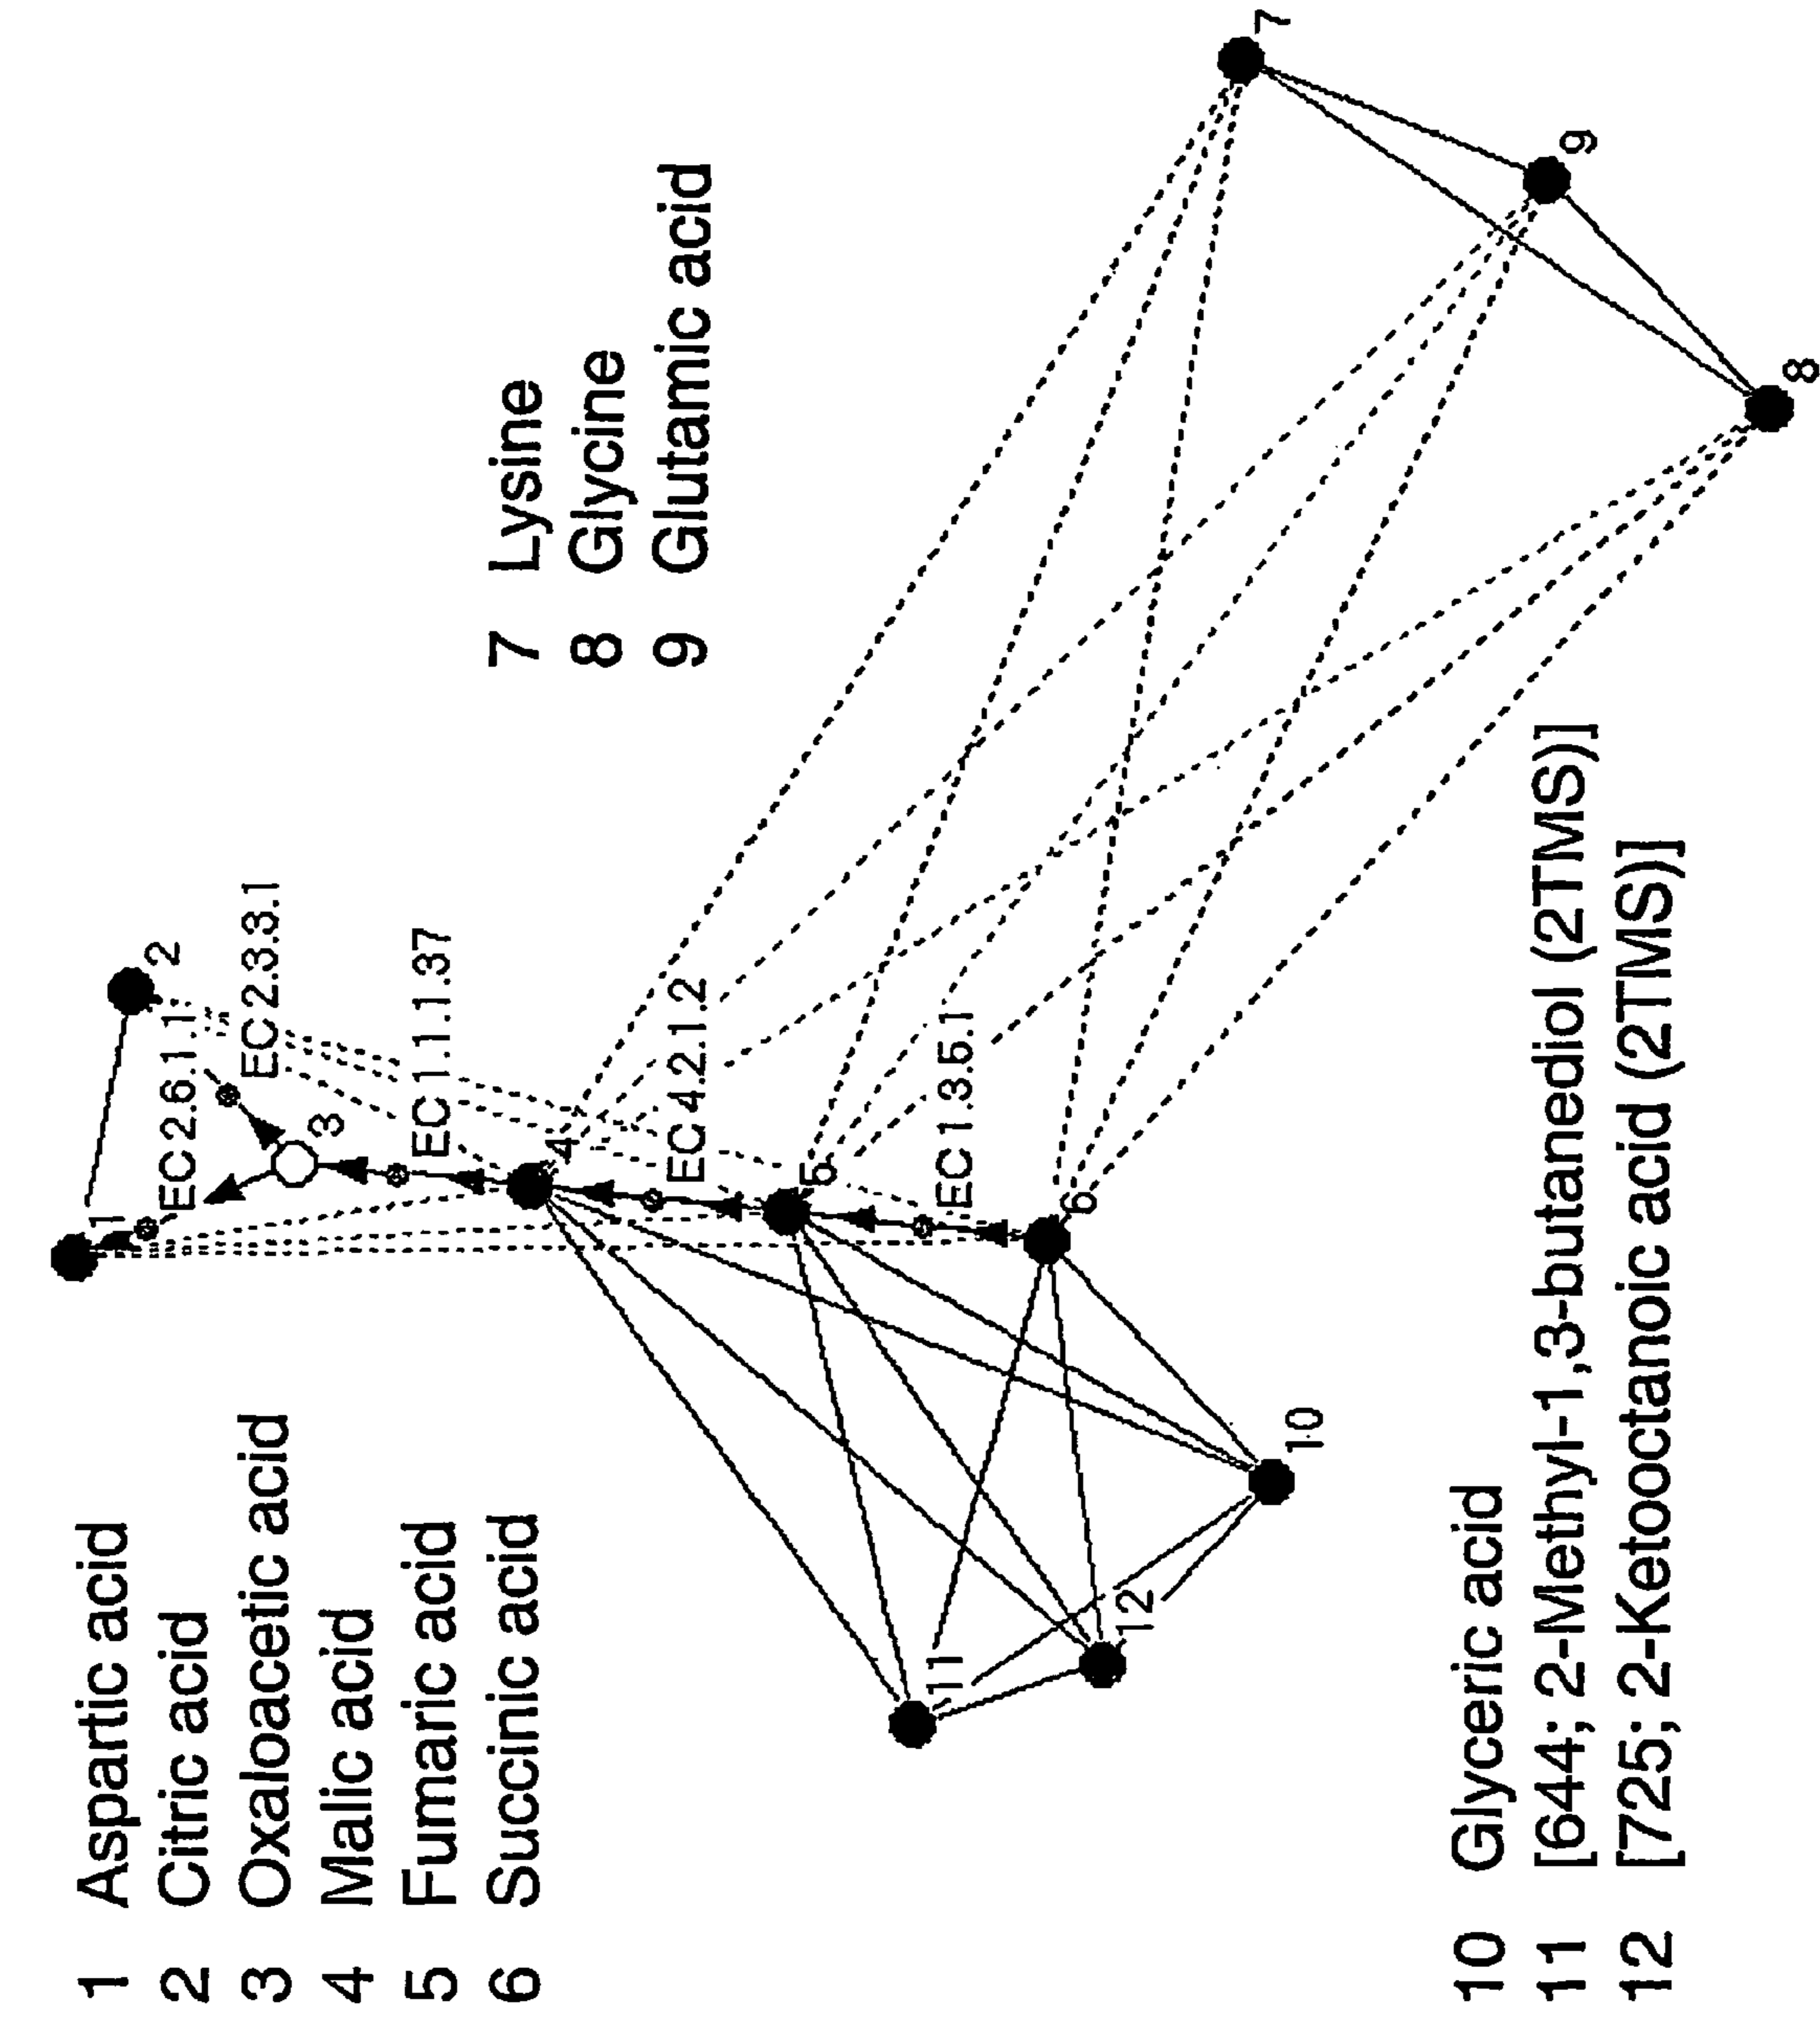 1 Aspartic acid
2 Citric acid
3 Oxaloacetic acid
4 Malic acid
5 Fumaric acid
6 Succinic acid
7 Lysine
8 Glycine
9 Glutamic acid
10 Glyceric acid
11 [644; 2-Methyl-1,3-butanediol (2TMS)]
12 [725; 2-Ketooctanoic acid (2TMS)]
1
2
EC 2.6.1.1
EC 2.3.3.1
3
EC 1.1.1.37
4
EC 4.2.1.2
5
EC 1.3.5.1
6
7
8
9
10
11
12